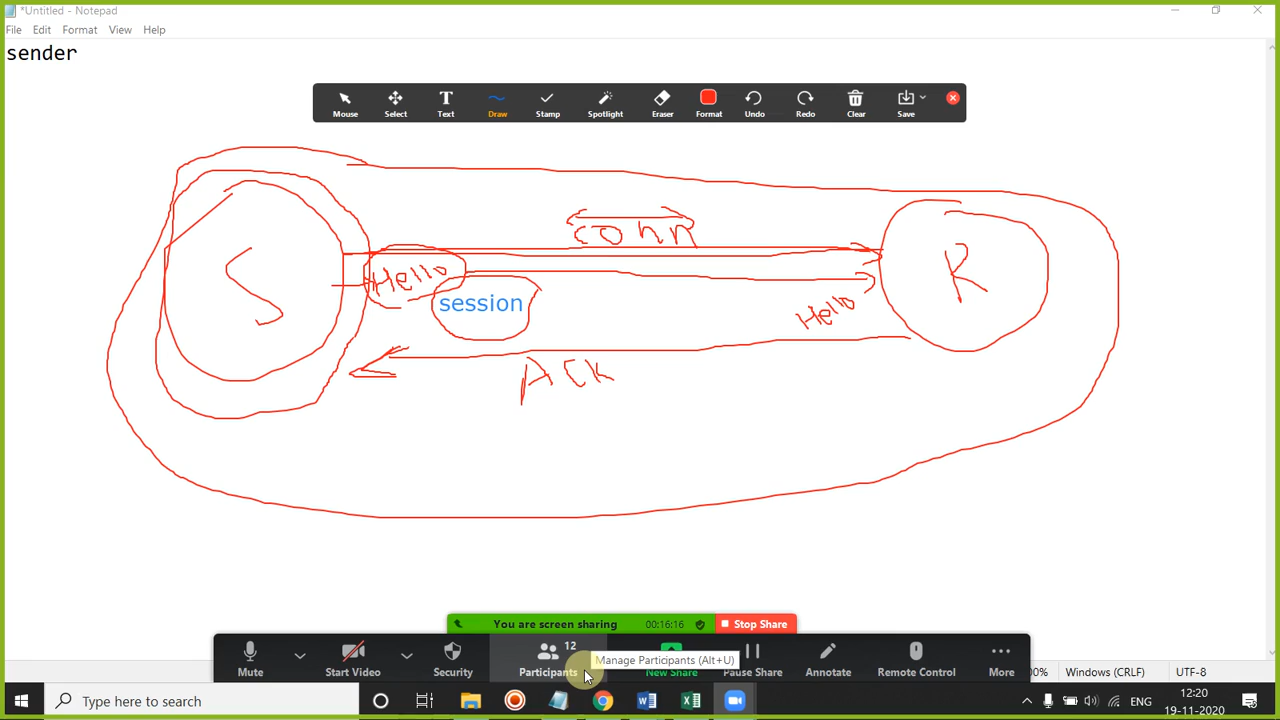 *Untitled - Notepad
File Edit Format View Help
sender
Mouse Select Text Draw Stamp Spotlight Eraser Format Undo Redo Clear Save
conn
S
R
Hello
session
Hello
ACK
You are screen sharing 00:16:16 Stop Share
12
Manage Participants (Alt+U)
Mute Start Video Security Participants New Share Pause Share Annotate Remote Control More
00% Windows (CRLF) UTF-8
Type here to search
ENG
12:20
19-11-2020